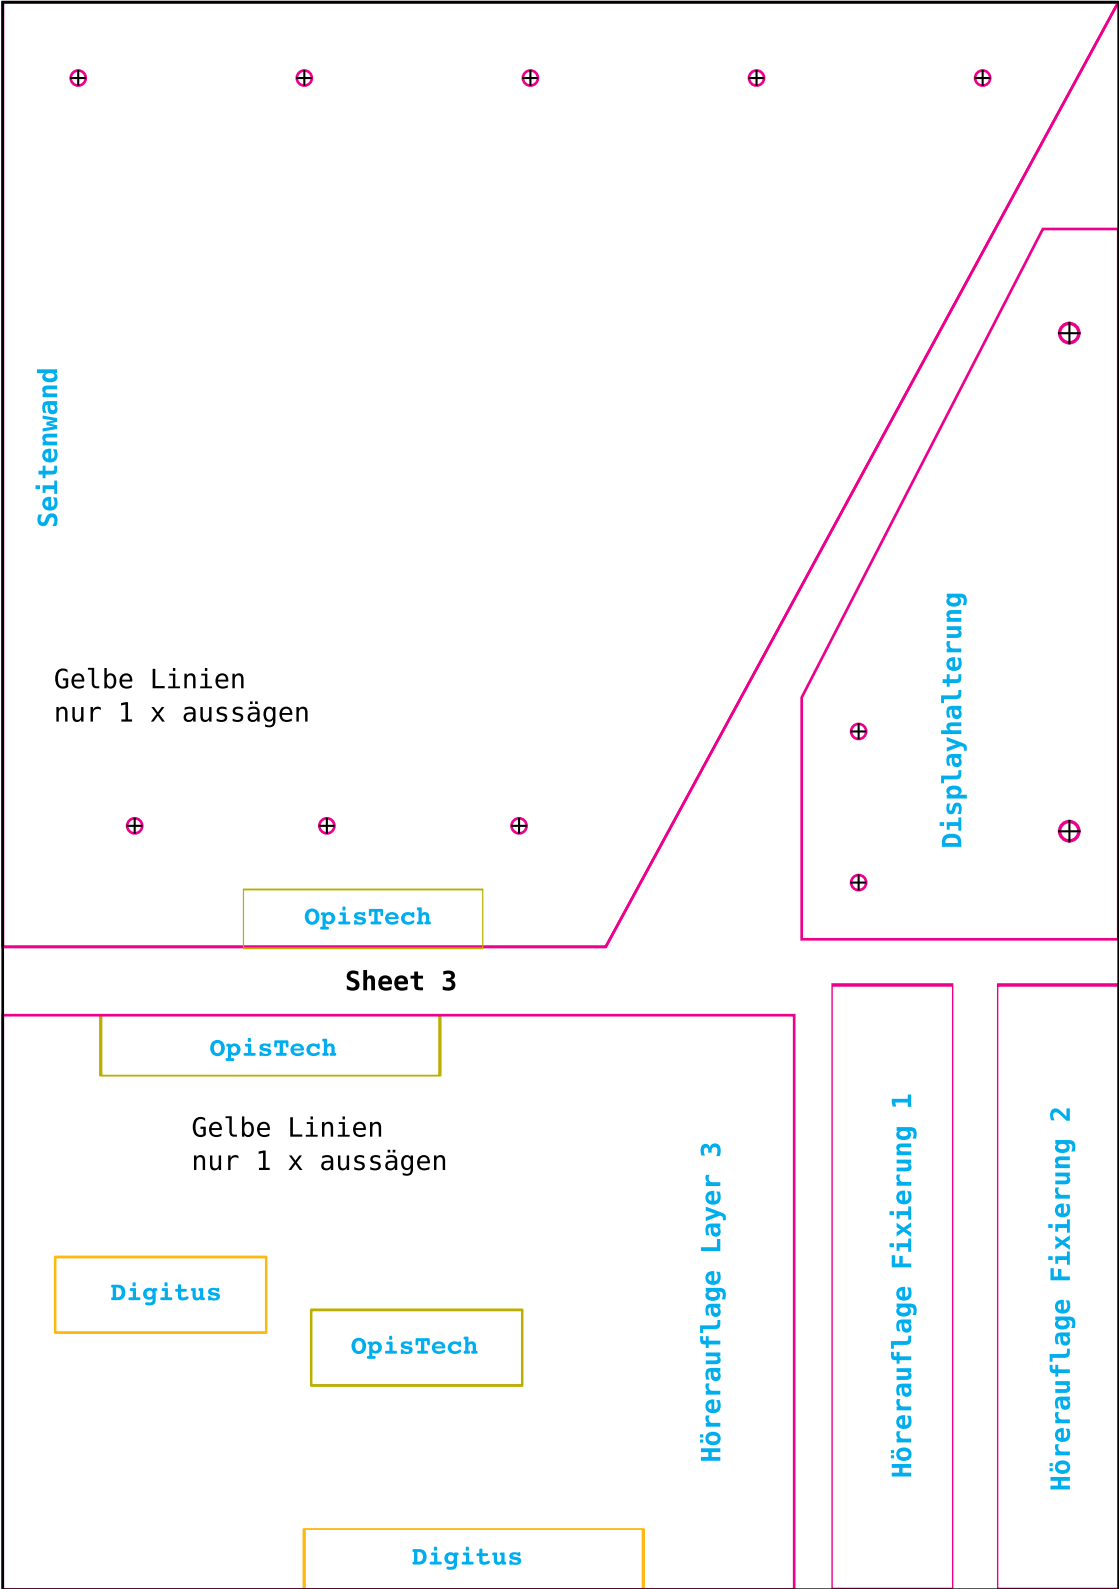 Seitenwand
Displayhalterung
Gelbe Linien
nur 1 x aussägen
OpisTech
Sheet 3
OpisTech
Gelbe Linien
nur 1 x aussägen
Hörerauflage Layer 3
Hörerauflage Fixierung 1
Hörerauflage Fixierung 2
Digitus
OpisTech
Digitus